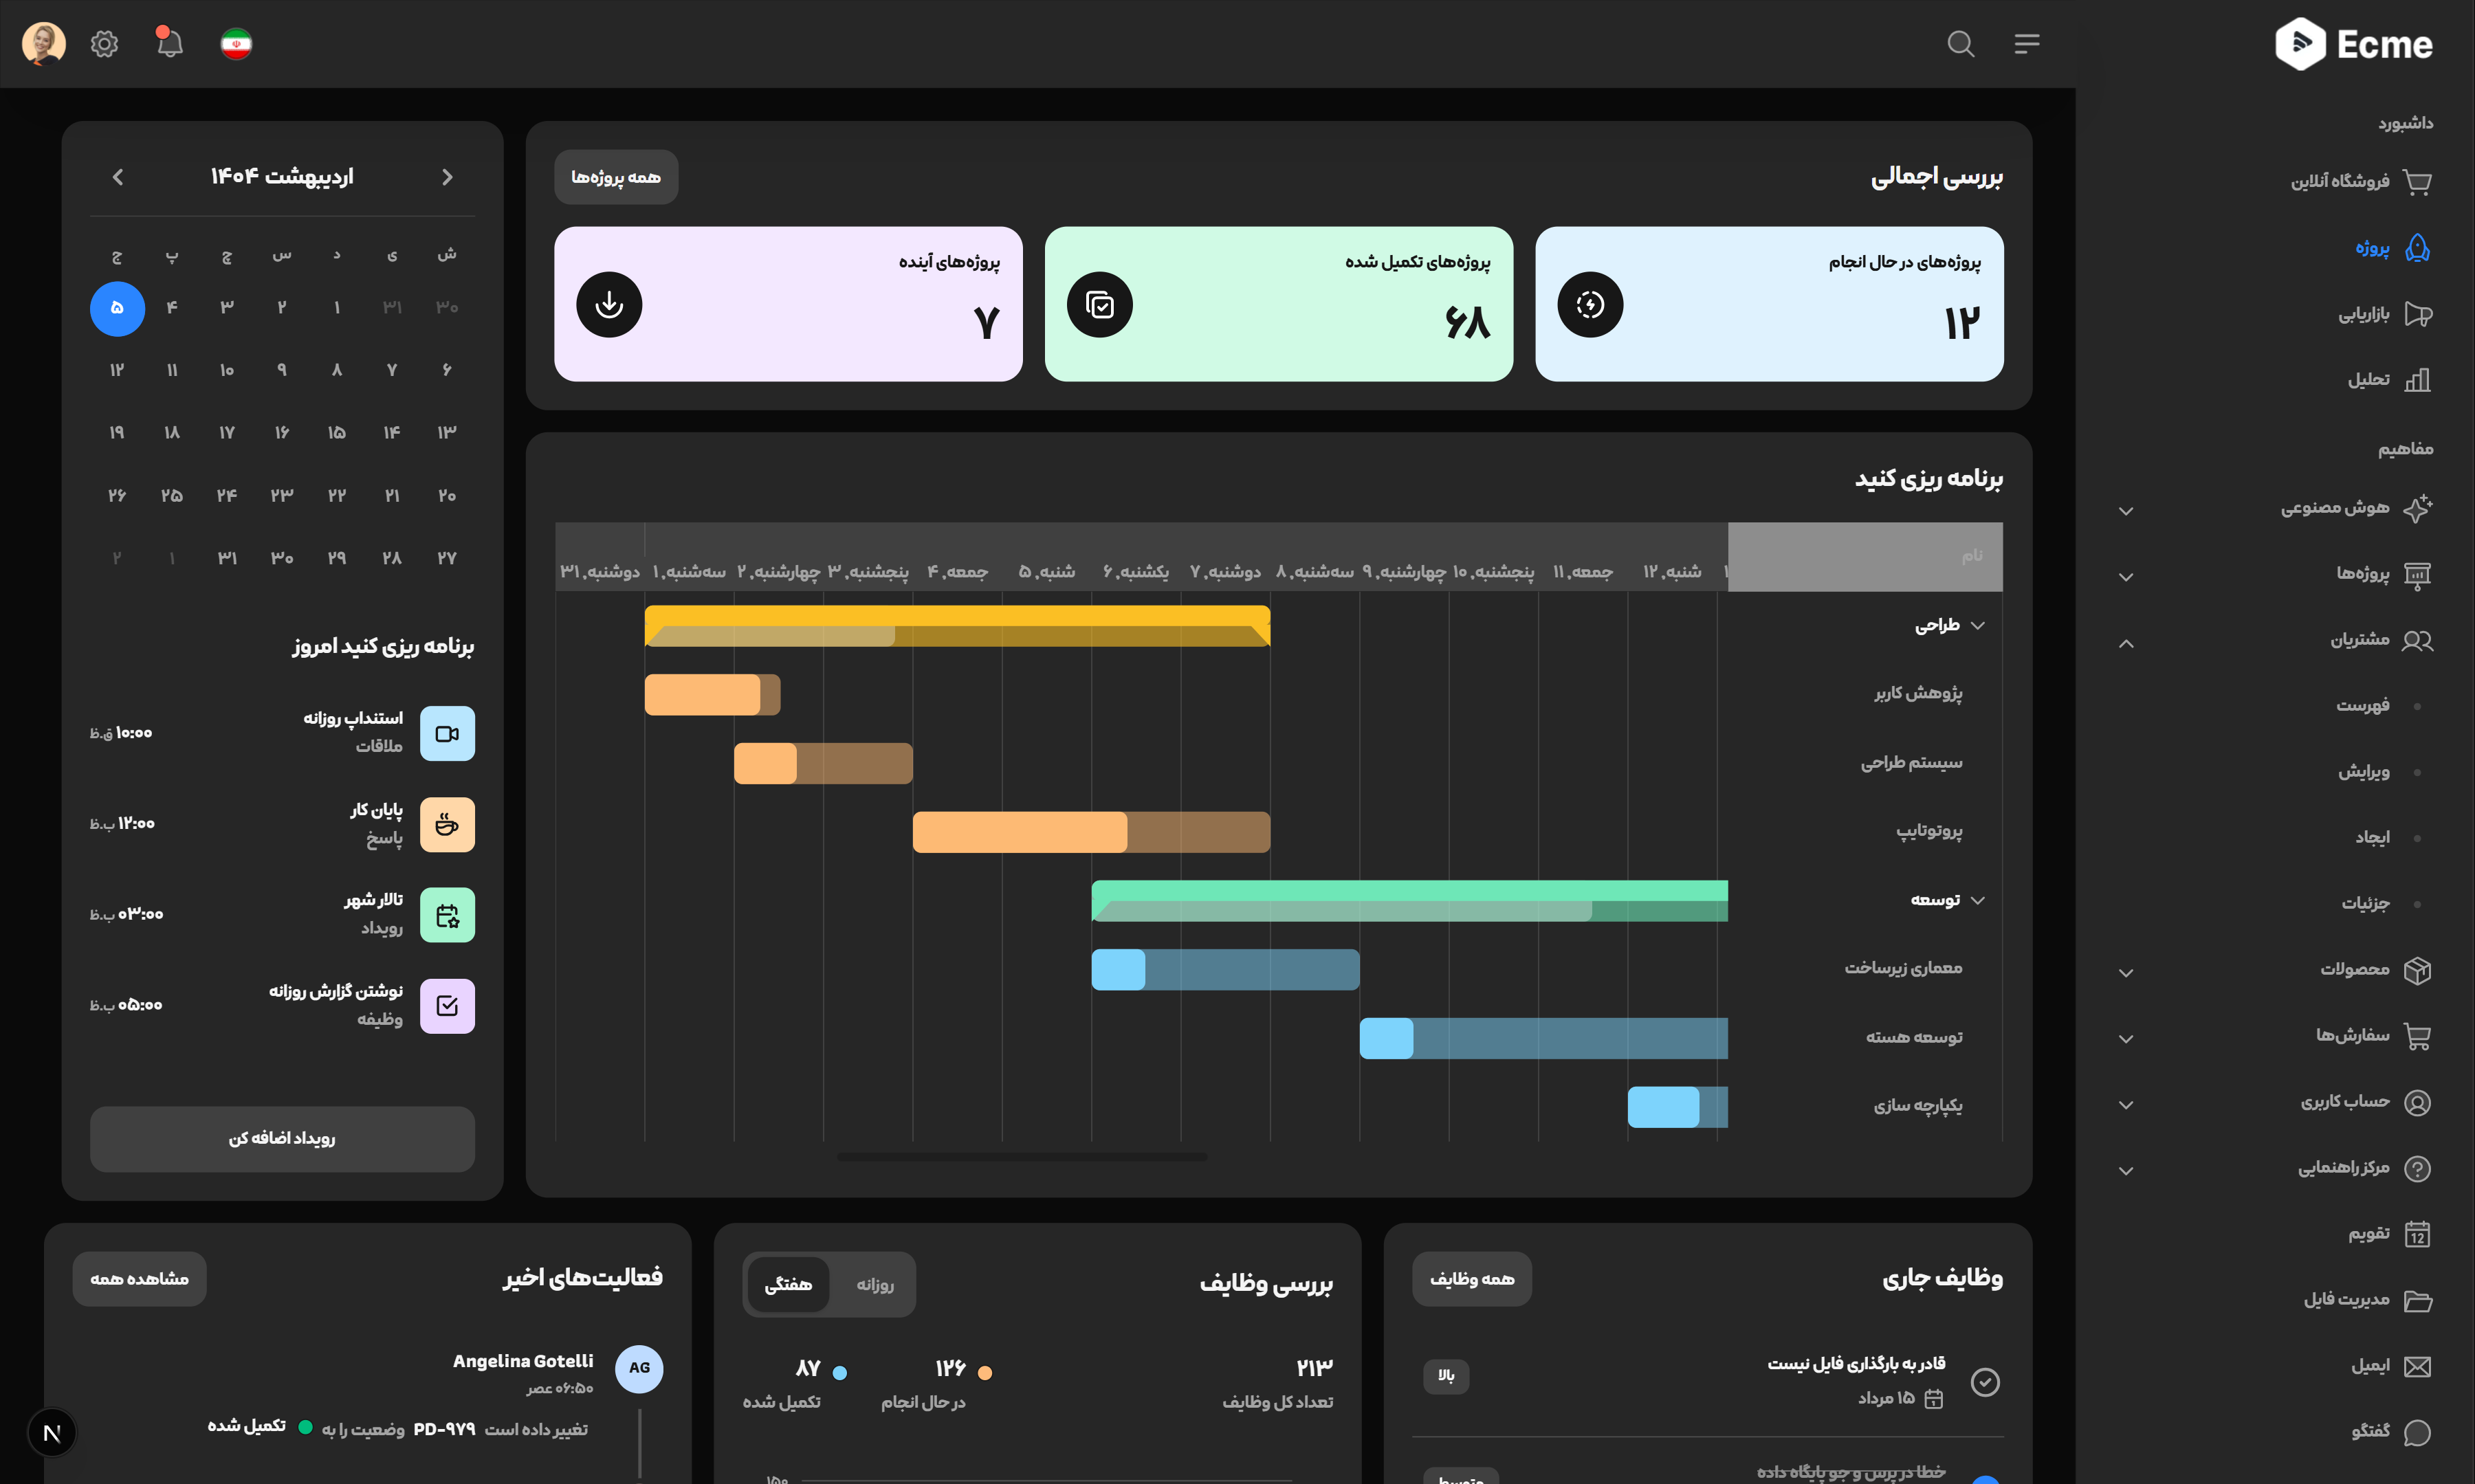 Ecme
داشبورد
فروشگاه آنلاین
پروژه
بازاریابی
تحلیل
مفاهیم
هوش مصنوعی
پروژه‌ها
مشتریان
فهرست
ویرایش
ایجاد
جزئیات
محصولات
سفارش‌ها
حساب کاربری
مرکز راهنمایی
تقویم
مدیریت فایل
ایمیل
گفتگو
بررسی اجمالی
همه پروژه‌ها
پروژه‌های در حال انجام
۱۲
پروژه‌های تکمیل شده
۶۸
پروژه‌های آینده
۷
برنامه ریزی کنید
نام
شنبه, ۱۲ جمعه, ۱۱ پنجشنبه, ۱۰ چهارشنبه, ۹ سه‌شنبه, ۸ دوشنبه, ۷ یکشنبه, ۶ شنبه, ۵ جمعه, ۴ پنجشنبه, ۳ چهارشنبه, ۲ سه‌شنبه, ۱ دوشنبه, ۳۱
طراحی
پژوهش کاربر
سیستم طراحی
پروتوتایپ
توسعه
معماری زیرساخت
توسعه هسته
یکپارچه سازی
اردیبهشت ۱۴۰۴
ش ی د س چ پ ج
۳۰ ۳۱ ۱ ۲ ۳ ۴ ۵
۶ ۷ ۸ ۹ ۱۰ ۱۱ ۱۲
۱۳ ۱۴ ۱۵ ۱۶ ۱۷ ۱۸ ۱۹
۲۰ ۲۱ ۲۲ ۲۳ ۲۴ ۲۵ ۲۶
۲۷ ۲۸ ۲۹ ۳۰ ۳۱ ۱ ۲
برنامه ریزی کنید امروز
استنداپ روزانه
ملاقات
۱۰:۰۰ ق.ظ
پایان کار
پاسخ
۱۲:۰۰ ب.ظ
تالار شهر
رویداد
۰۳:۰۰ ب.ظ
نوشتن گزارش روزانه
وظیفه
۰۵:۰۰ ب.ظ
رویداد اضافه کن
وظایف جاری
همه وظایف
قادر به بارگذاری فایل نیست
۱۵ مرداد
بالا
خطا در پرس و جو پایگاه داده
متوسط
بررسی وظایف
روزانه
هفتگی
۲۱۳
تعداد کل وظایف
۱۲۶
در حال انجام
۸۷
تکمیل شده
۱۵۰
فعالیت‌های اخیر
مشاهده همه
AG
Angelina Gotelli
۰۶:۵۰ عصر
تغییر داده است PD-۹۷۹ وضعیت را به تکمیل شده
N